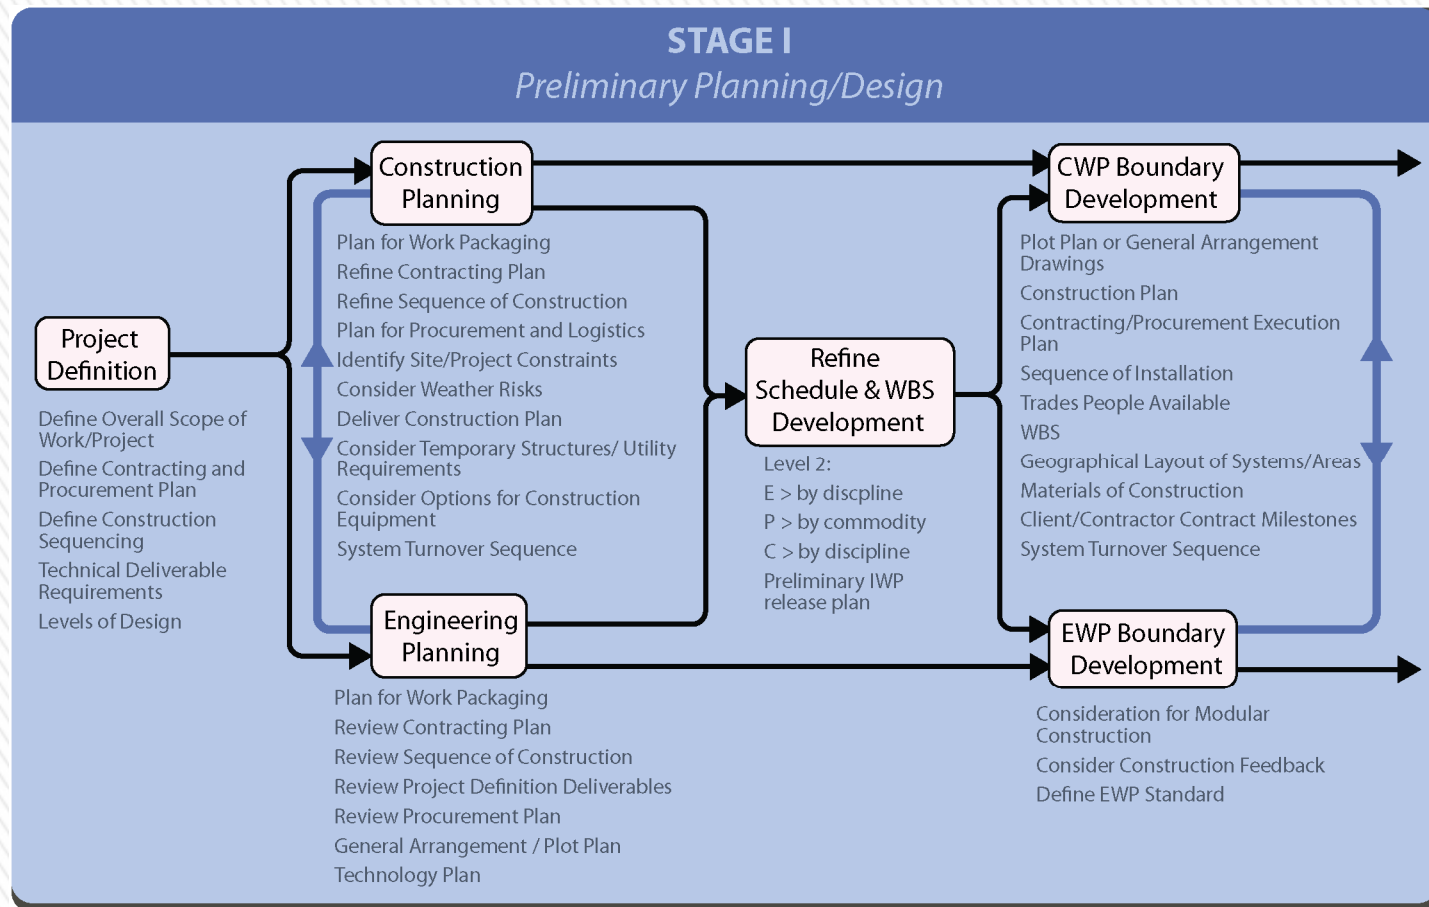 STAGE I
Preliminary Planning/Design
Project
Definition
Define Overall Scope of
Work/Project
Define Contracting and
Procurement Plan
Define Construction
Sequencing
Technical Deliverable
Requirements
Levels of Design
Construction
Planning
Plan for Work Packaging
Refine Contracting Plan
Refine Sequence of Construction
Plan for Procurement and Logistics
Identify Site/Project Constraints
Consider Weather Risks
Deliver Construction Plan
Consider Temporary Structures/ Utility
Requirements
Consider Options for Construction
Equipment
System Turnover Sequence
Engineering
Planning
Plan for Work Packaging
Review Contracting Plan
Review Sequence of Construction
Review Project Definition Deliverables
Review Procurement Plan
General Arrangement / Plot Plan
Technology Plan
Refine
Schedule & WBS
Development
Level 2:
E > by discpline
P > by commodity
C > by discipline
Preliminary IWP
release plan
CWP Boundary
Development
Plot Plan or General Arrangement
Drawings
Construction Plan
Contracting/Procurement Execution
Plan
Sequence of Installation
Trades People Available
WBS
Geographical Layout of Systems/Areas
Materials of Construction
Client/Contractor Contract Milestones
System Turnover Sequence
EWP Boundary
Development
Consideration for Modular
Construction
Consider Construction Feedback
Define EWP Standard